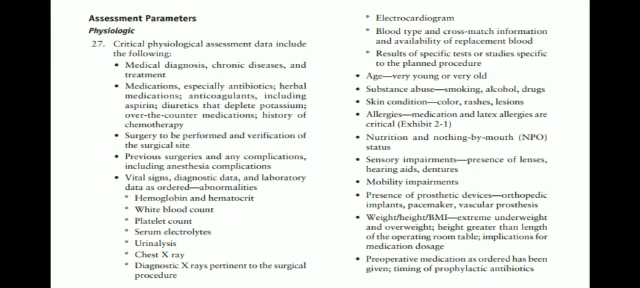 Assessment Parameters
Physiologic
27. Critical physiological assessment data include
the following:
• Medical diagnosis, chronic diseases, and
treatment
• Medications, especially antibiotics; herbal
medications; anticoagulants, including
aspirin; diuretics that deplete potassium;
over-the-counter medications; history of
chemotherapy
• Surgery to be performed and verification of
the surgical site
• Previous surgeries and any complications,
including anesthesia complications
• Vital signs, diagnostic data, and laboratory
data as ordered—abnormalities
* Hemoglobin and hematocrit
* White blood count
* Platelet count
* Serum electrolytes
* Urinalysis
* Chest X ray
* Diagnostic X rays pertinent to the surgical
procedure
* Electrocardiogram
* Blood type and cross-match information
and availability of replacement blood
* Results of specific tests or studies specific
to the planned procedure
• Age—very young or very old
• Substance abuse—smoking, alcohol, drugs
• Skin condition—color, rashes, lesions
• Allergies—medication and latex allergies are
critical (Exhibit 2-1)
• Nutrition and nothing-by-mouth (NPO)
status
• Sensory impairments—presence of lenses,
hearing aids, dentures
• Mobility impairments
• Presence of prosthetic devices—orthopedic
implants, pacemaker, vascular prosthesis
• Weight/height/BMI—extreme underweight
and overweight; height greater than length
of the operating room table; implications for
medication dosage
• Preoperative medication as ordered has been
given; timing of prophylactic antibiotics